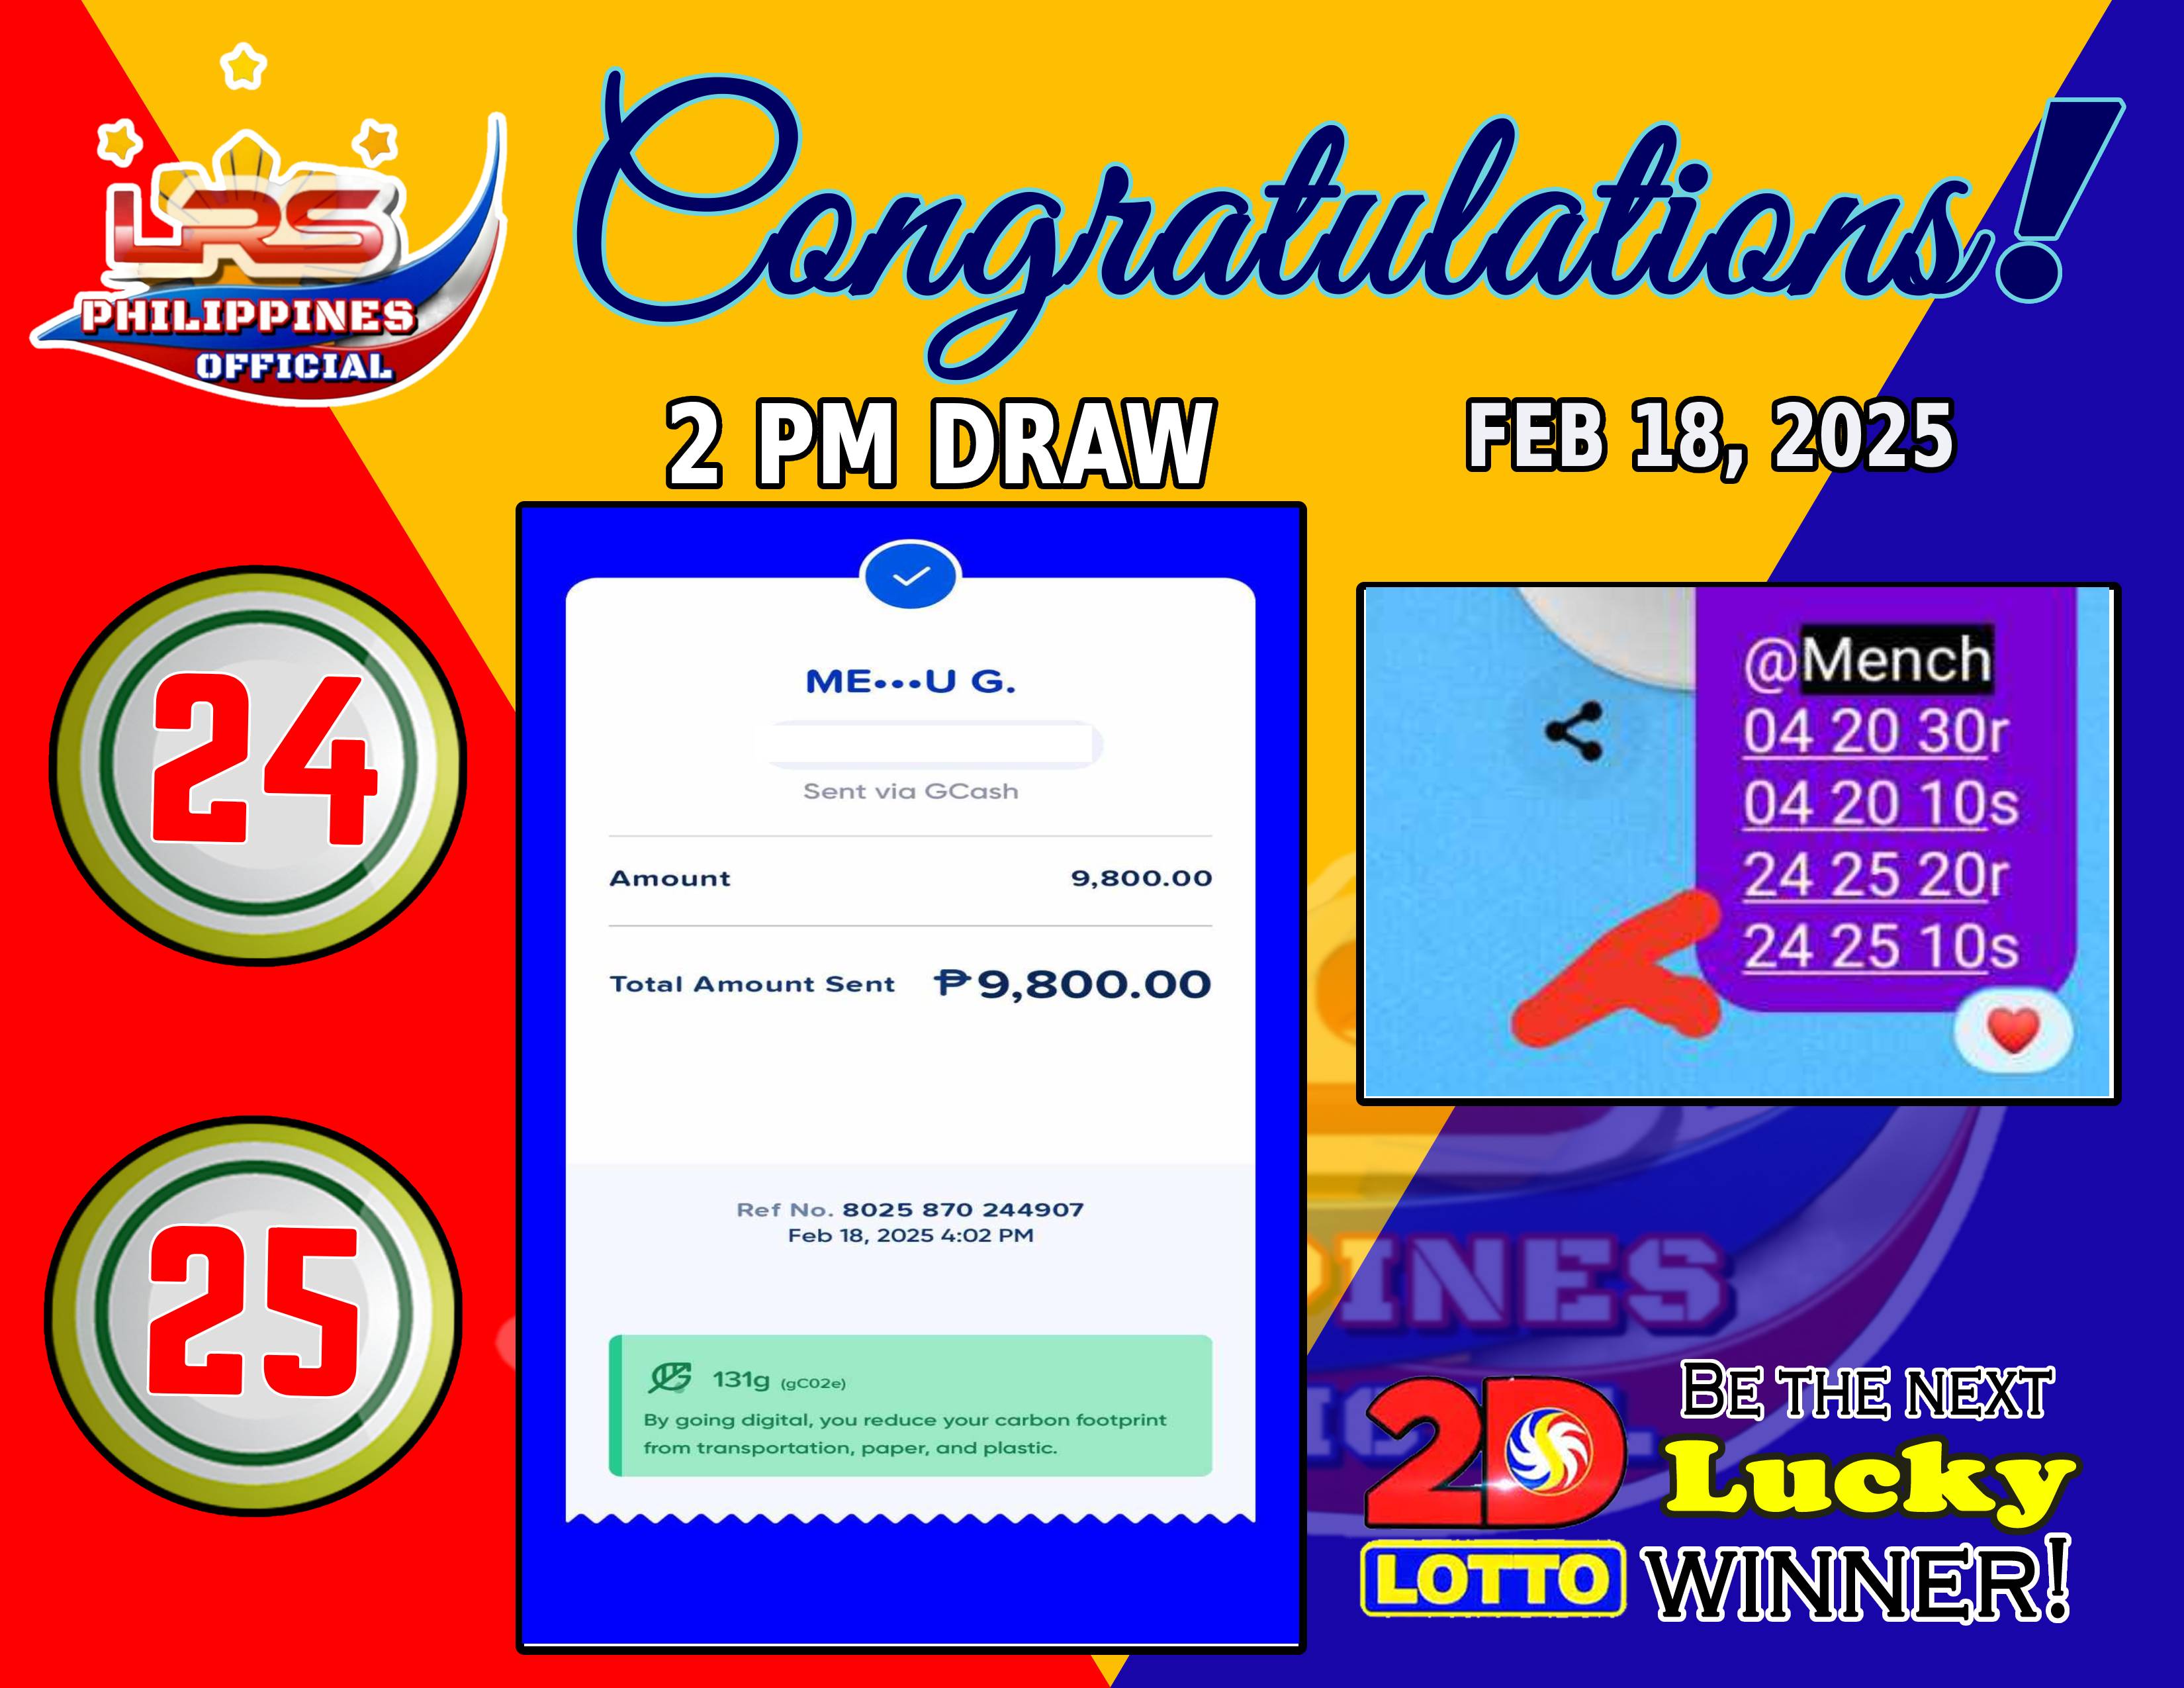 LRS
PHILIPPINES
OFFICIAL
Congratulations!
2 PM DRAW
FEB 18, 2025
24
25
ME•••U G.
Sent via GCash
Amount 9,800.00
Total Amount Sent ₱9,800.00
Ref No. 8025 870 244907
Feb 18, 2025 4:02 PM
131g (gCO2e)
By going digital, you reduce your carbon footprint
from transportation, paper, and plastic.
@Mench
04 20 30r
04 20 10s
24 25 20r
24 25 10s
PINES
2D
LOTTO
BE THE NEXT
Lucky
WINNER!